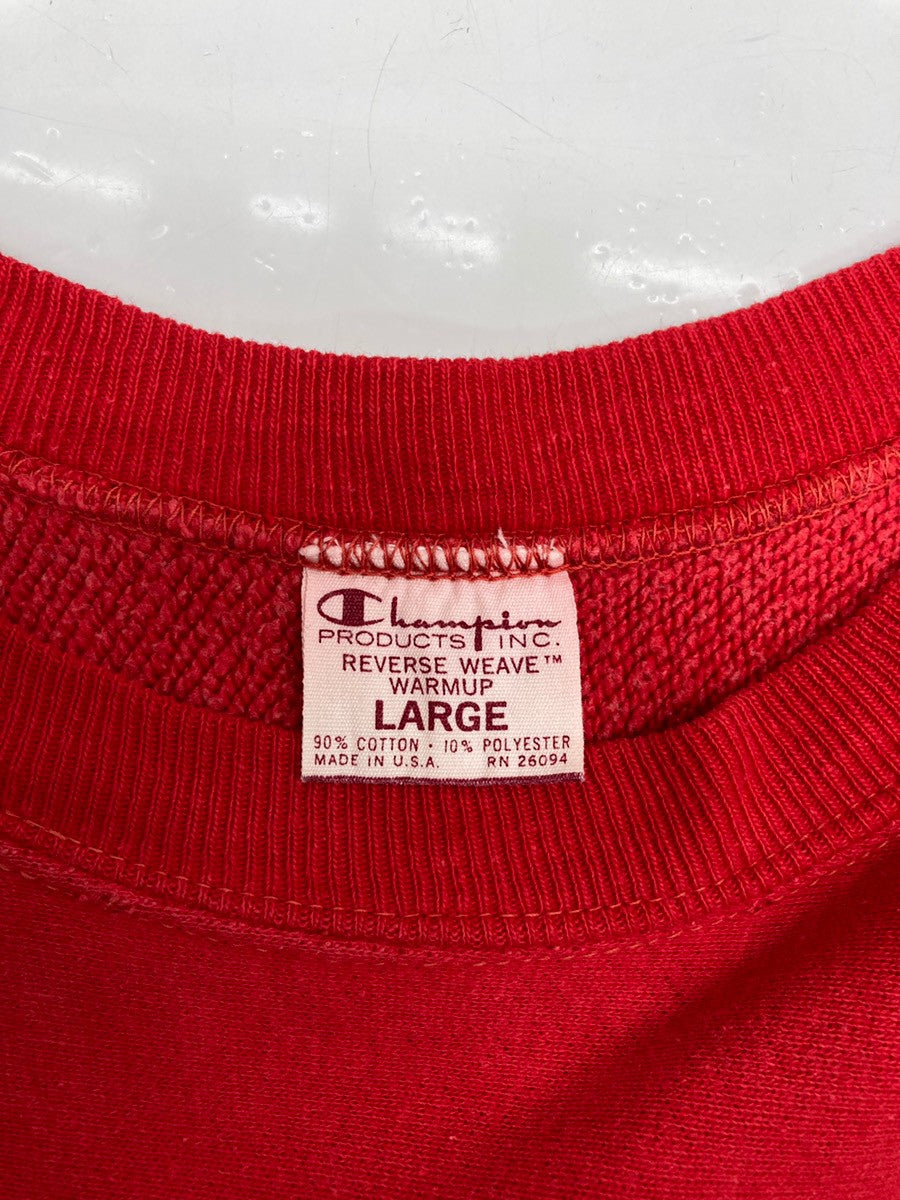 Champion
PRODUCTS INC.
REVERSE WEAVE™
WARMUP
LARGE
90% COTTON · 10% POLYESTER
MADE IN U.S.A. RN 26094